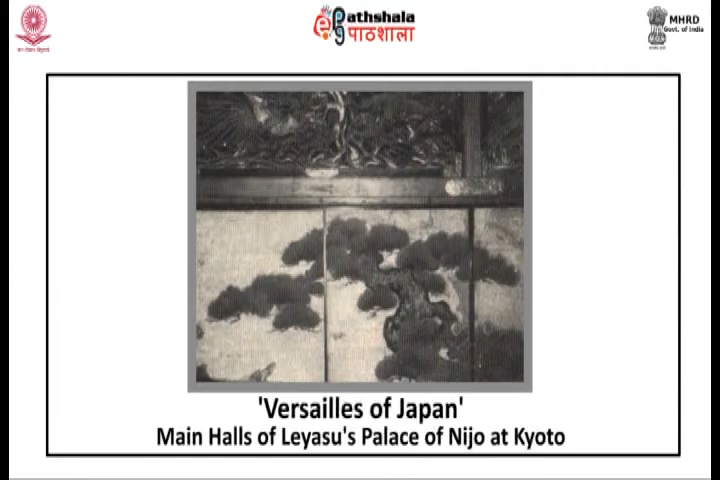 ePathshala
पाठशाला
MHRD
Govt. of India
'Versailles of Japan'
Main Halls of Leyasu's Palace of Nijo at Kyoto